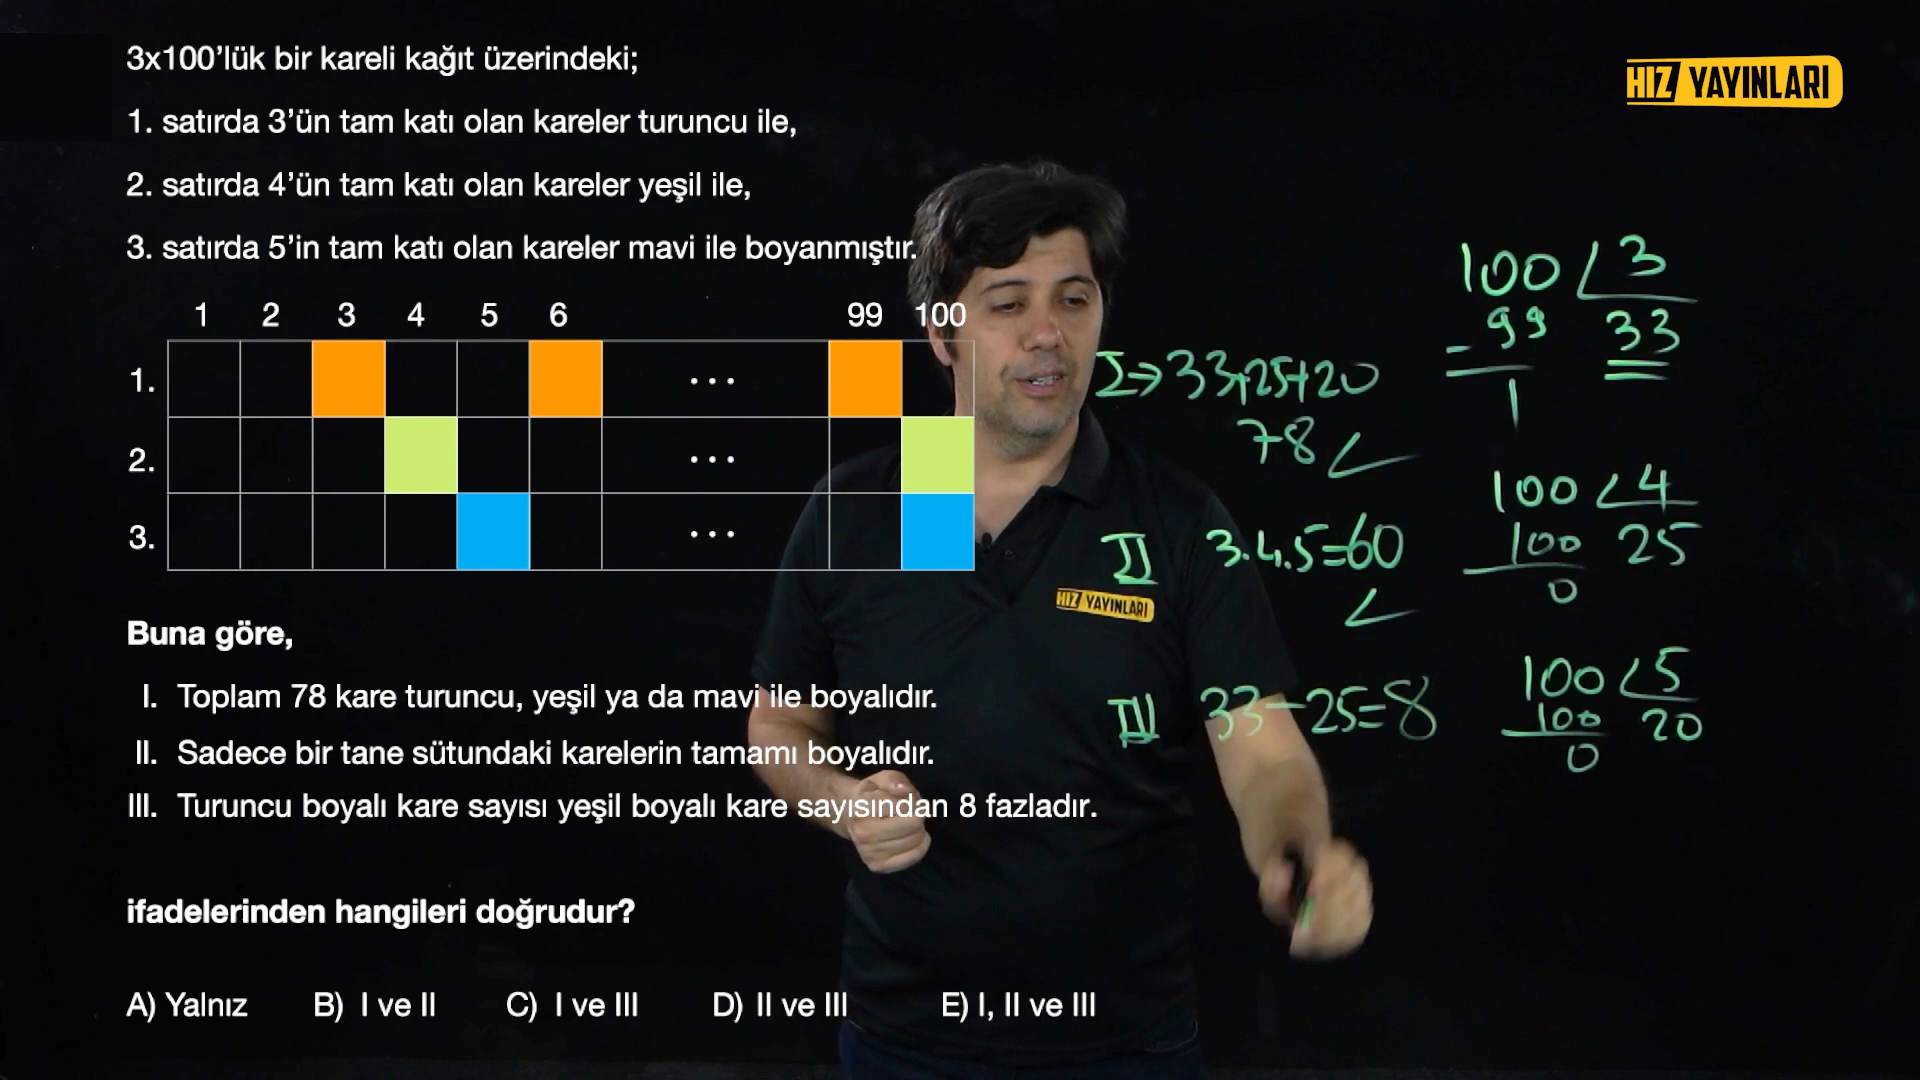 3x100'lük bir kareli kağıt üzerindeki;
HIZ YAYINLARI
1. satırda 3'ün tam katı olan kareler turuncu ile,
2. satırda 4'ün tam katı olan kareler yeşil ile,
3. satırda 5'in tam katı olan kareler mavi ile boyanmıştır.
1 2 3 4 5 6 99 100
1. ...
2. ...
3. ...
Buna göre,
I. Toplam 78 kare turuncu, yeşil ya da mavi ile boyalıdır.
II. Sadece bir tane sütundaki karelerin tamamı boyalıdır.
III. Turuncu boyalı kare sayısı yeşil boyalı kare sayısından 8 fazladır.
ifadelerinden hangileri doğrudur?
A) Yalnız B) I ve II C) I ve III D) II ve III E) I, II ve III
I→33+25+20
78
II 3.4.5=60
HIZ YAYINLARI
III 33-25=8
100 3
-99 33
1
100 4
100 25
0
100 5
100 20
0